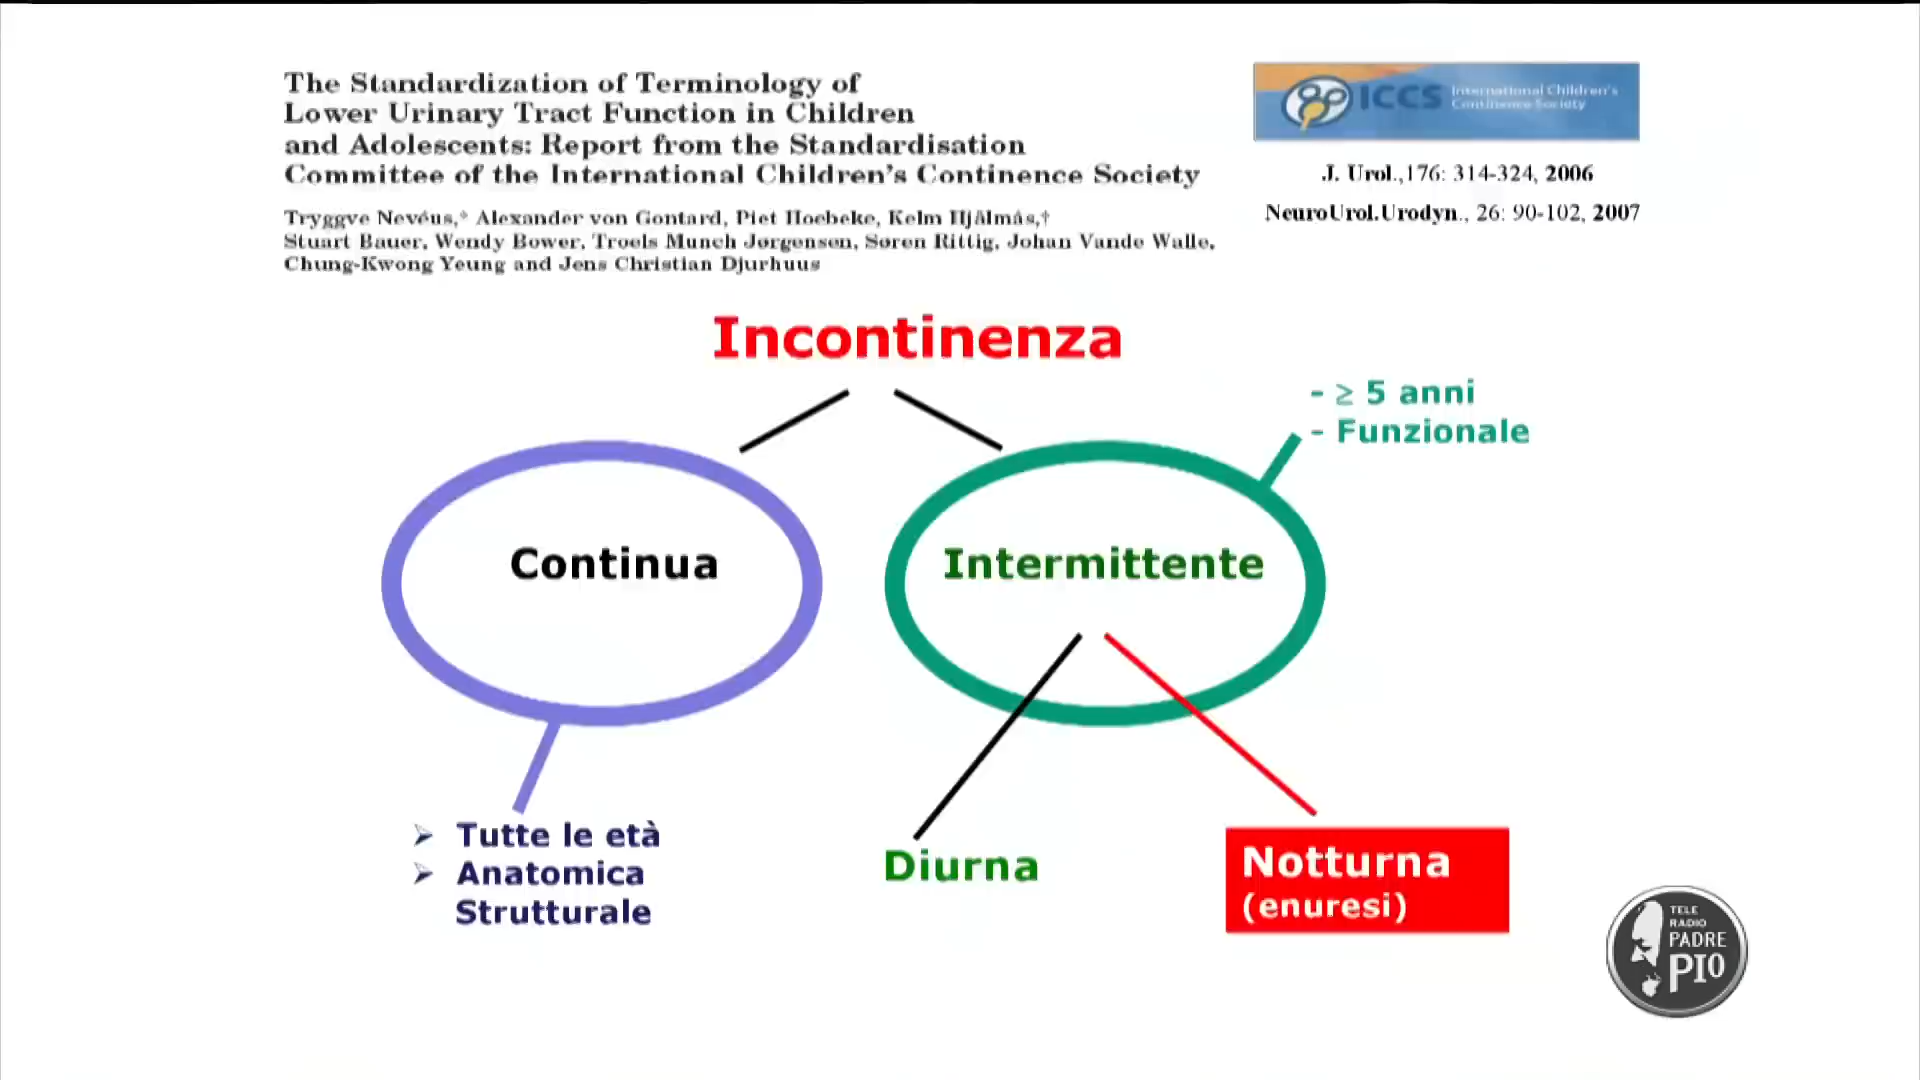 The Standardization of Terminology of
Lower Urinary Tract Function in Children
and Adolescents: Report from the Standardisation
Committee of the International Children's Continence Society
Tryggve Nevéus,* Alexander von Gontard, Piet Hoebeke, Kelm Hjälmås,†
Stuart Bauer, Wendy Bower, Troels Munch Jørgensen, Søren Rittig, Johan Vande Walle,
Chung-Kwong Yeung and Jens Christian Djurhuus
ICCS International Children's
Continence Society
J. Urol.,176: 314-324, 2006
NeuroUrol.Urodyn., 26: 90-102, 2007
Incontinenza
- ≥ 5 anni
- Funzionale
Continua
Intermittente
➢ Tutte le età
➢ Anatomica
Strutturale
Diurna
Notturna
(enuresi)
TELE
RADIO
PADRE
PIO